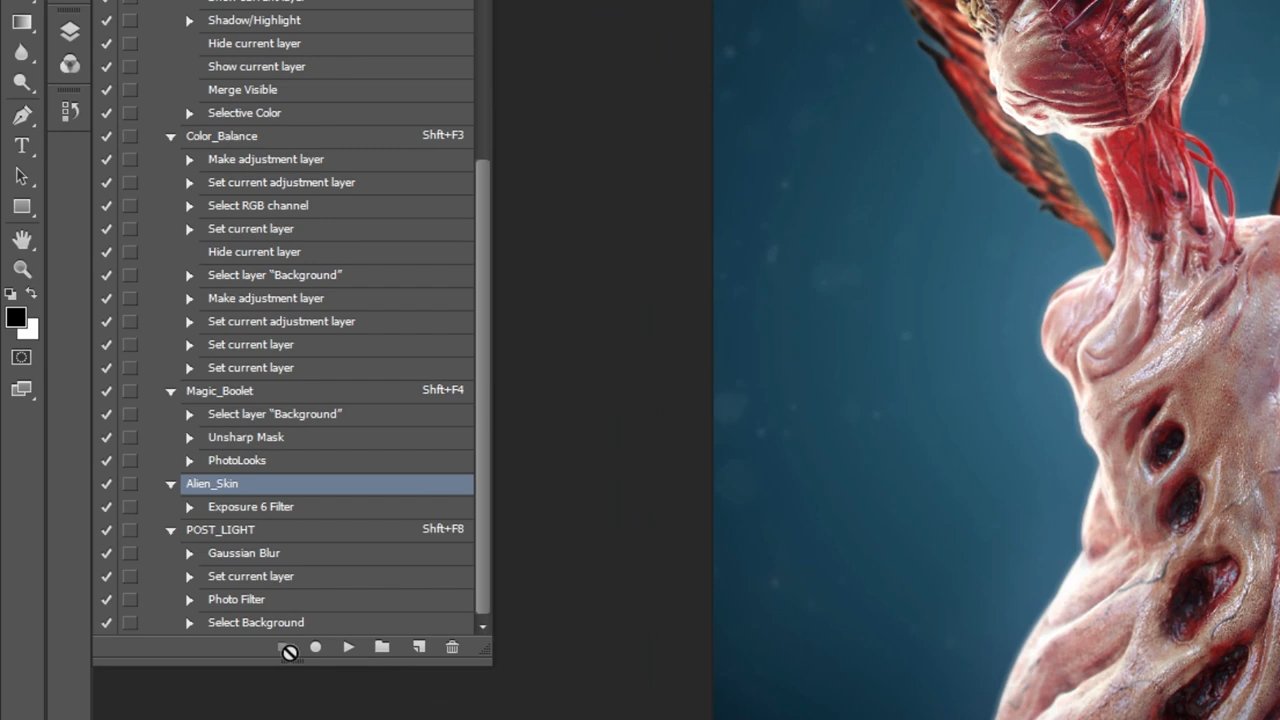 Shadow/Highlight
Hide current layer
Show current layer
Merge Visible
Selective Color
Color_Balance Shft+F3
Make adjustment layer
Set current adjustment layer
Select RGB channel
Set current layer
Hide current layer
Select layer "Background"
Make adjustment layer
Set current adjustment layer
Set current layer
Set current layer
Magic_Boolet Shft+F4
Select layer "Background"
Unsharp Mask
PhotoLooks
Alien_Skin
Exposure 6 Filter
POST_LIGHT Shft+F8
Gaussian Blur
Set current layer
Photo Filter
Select Background